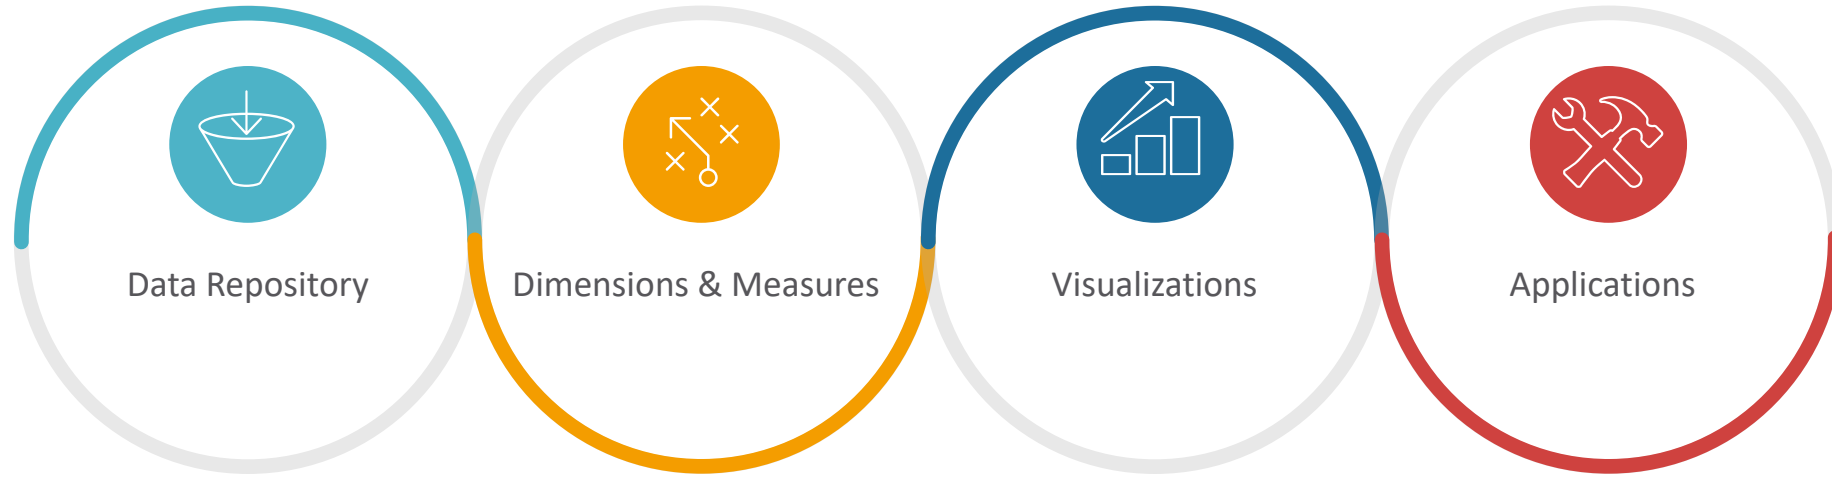 Data Repository
Dimensions & Measures
Visualizations
Applications